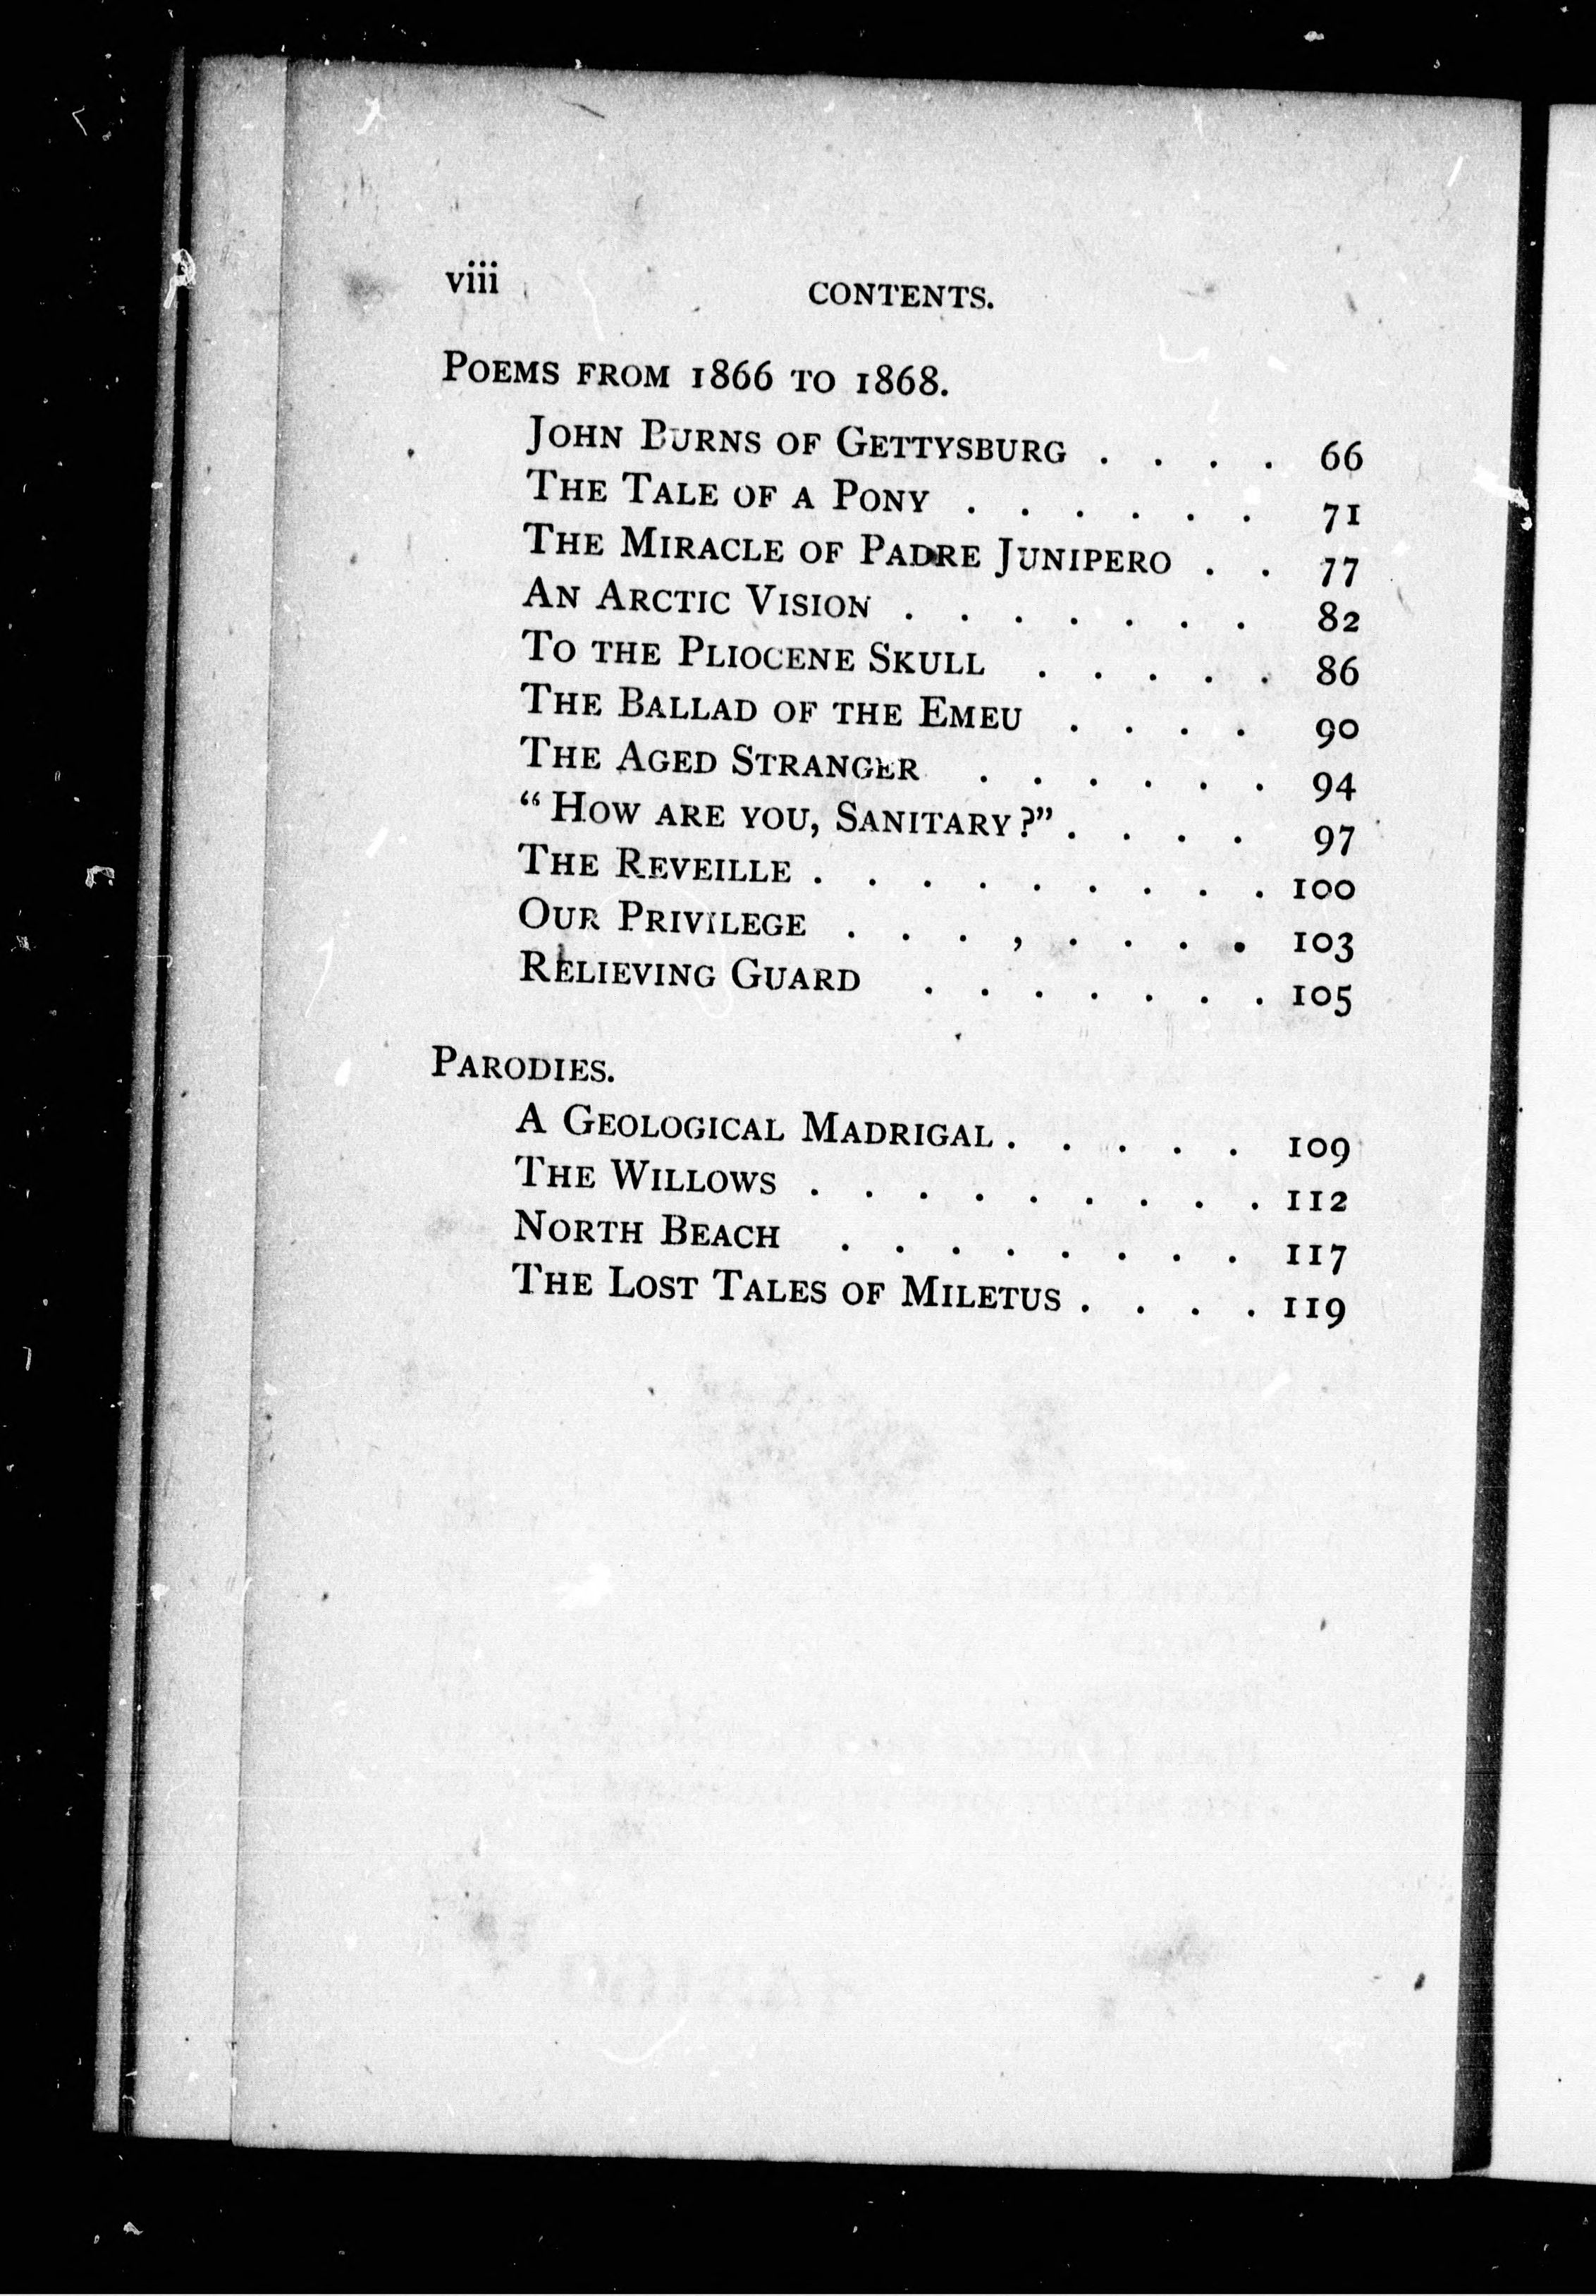 viii CONTENTS.
POEMS FROM 1866 TO 1868.
JOHN BURNS OF GETTYSBURG . . . . 66
THE TALE OF A PONY . . . . . . 71
THE MIRACLE OF PADRE JUNIPERO . . 77
AN ARCTIC VISION . . . . . . . 82
TO THE PLIOCENE SKULL . . . . . 86
THE BALLAD OF THE EMEU . . . . 90
THE AGED STRANGER . . . . . . 94
“HOW ARE YOU, SANITARY?” . . . . 97
THE REVEILLE . . . . . . . . . 100
OUR PRIVILEGE . . . , . . . . 103
RELIEVING GUARD . . . . . . . 105
PARODIES.
A GEOLOGICAL MADRIGAL . . . . . 109
THE WILLOWS . . . . . . . . . 112
NORTH BEACH . . . . . . . . 117
THE LOST TALES OF MILETUS . . . . 119